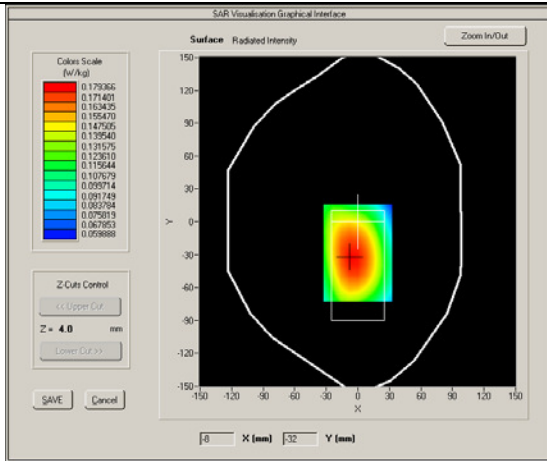 SAR Visualisation Graphical Interface
Surface Radiated Intensity
Zoom In/Out
Colors Scale
(W/kg)
0.179366
0.171401
0.163435
0.155470
0.147505
0.139540
0.131575
0.123610
0.115644
0.107679
0.099714
0.091749
0.083784
0.075819
0.067853
0.059888
Z-Cuts Control
<< Upper Cut
Z = 4.0 mm
Lower Cut >>
SAVE
Cancel
150
120
90
60
30
0
-30
-60
-90
-120
-150
Y
-150 -120 -90 -60 -30 0 30 60 90 120 150
X
-8 X (mm) -32 Y (mm)